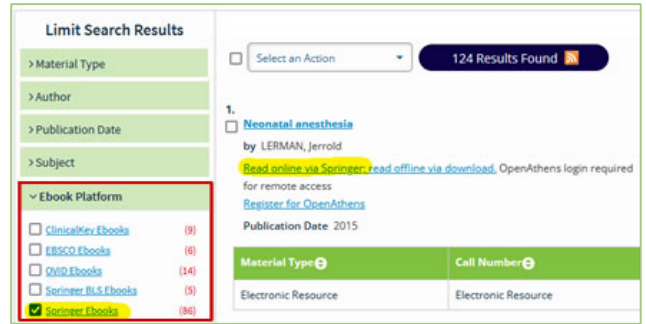 Limit Search Results
>Material Type
>Author
>Publication Date
>Subject
Ebook Platform
ClinicalKey Ebooks (9)
EBSCO Ebooks (6)
OVID Ebooks (14)
Springer BLS Ebooks (5)
Springer Ebooks (86)
Select an Action
124 Results Found
1.
Neonatal anesthesia
by LERMAN, Jerrold
Read online via Springer; read offline via download. OpenAthens login required
for remote access
Register for OpenAthens
Publication Date 2015
Material Type Call Number
Electronic Resource Electronic Resource